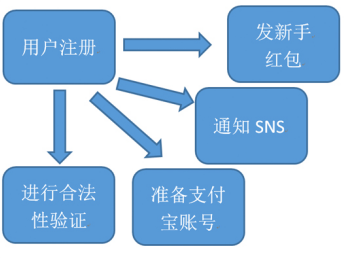 用户注册
发新手
红包
通知 SNS
准备支付
宝账号
进行合法
性验证